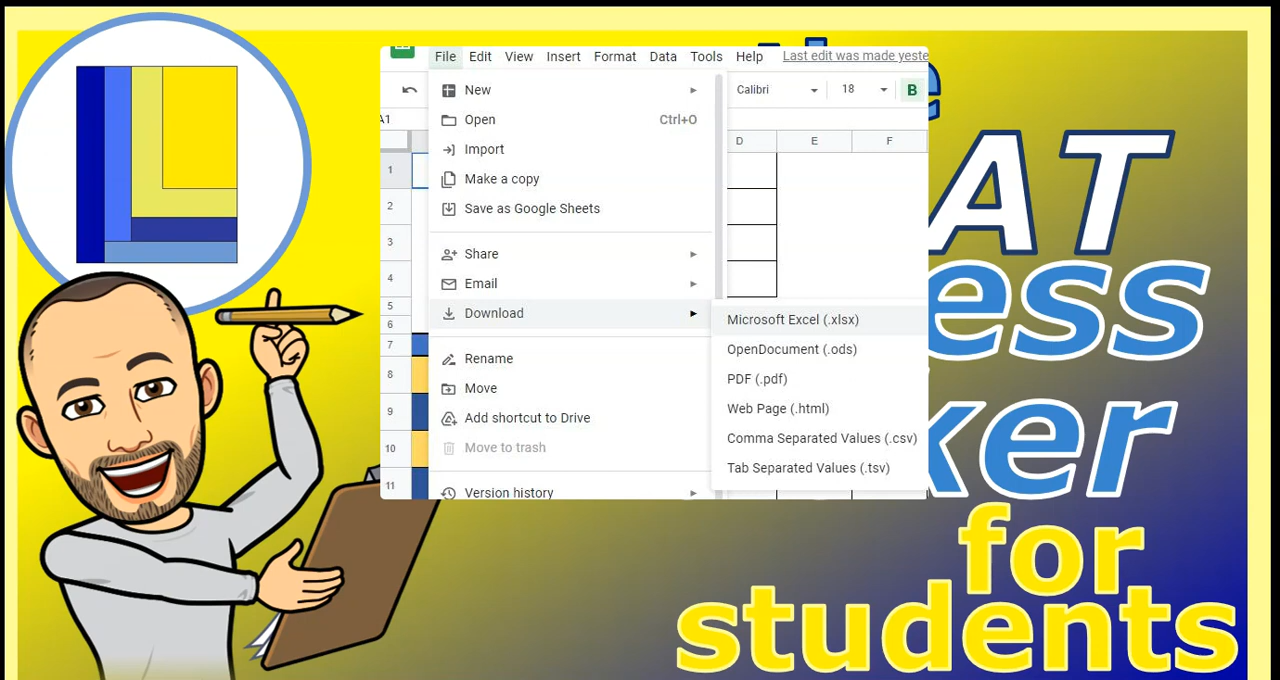 File Edit View Insert Format Data Tools Help Last edit was made yeste
New
Open Ctrl+O
Import
Make a copy
Save as Google Sheets
Share
Email
Download
Rename
Move
Add shortcut to Drive
Move to trash
Version history
Microsoft Excel (.xlsx)
OpenDocument (.ods)
PDF (.pdf)
Web Page (.html)
Comma Separated Values (.csv)
Tab Separated Values (.tsv)
Calibri 18 B
A1
D E F
1
2
3
4
5
6
7
8
9
10
11
AT
ess
ker
for
students